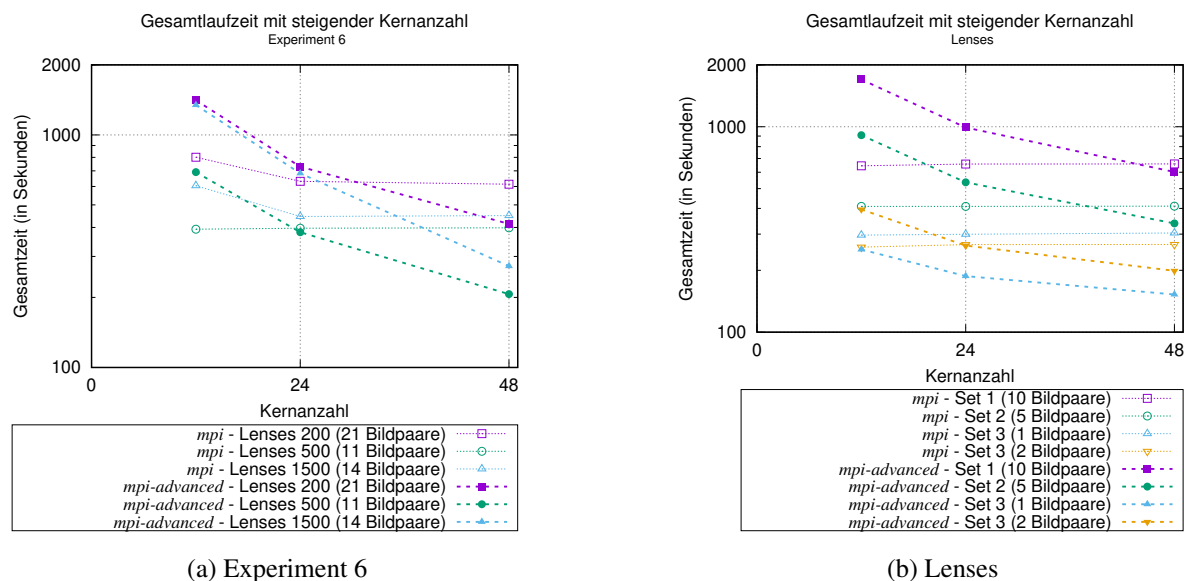 Gesamtlaufzeit mit steigender Kernanzahl
Experiment 6
Gesamtzeit (in Sekunden)
2000
1000
100
0
24
48
Kernanzahl
mpi - Lenses 200 (21 Bildpaare)
mpi - Lenses 500 (11 Bildpaare)
mpi - Lenses 1500 (14 Bildpaare)
mpi-advanced - Lenses 200 (21 Bildpaare)
mpi-advanced - Lenses 500 (11 Bildpaare)
mpi-advanced - Lenses 1500 (14 Bildpaare)
(a) Experiment 6
Gesamtlaufzeit mit steigender Kernanzahl
Lenses
Gesamtzeit (in Sekunden)
2000
1000
100
0
24
48
Kernanzahl
mpi - Set 1 (10 Bildpaare)
mpi - Set 2 (5 Bildpaare)
mpi - Set 3 (1 Bildpaare)
mpi - Set 3 (2 Bildpaare)
mpi-advanced - Set 1 (10 Bildpaare)
mpi-advanced - Set 2 (5 Bildpaare)
mpi-advanced - Set 3 (1 Bildpaare)
mpi-advanced - Set 3 (2 Bildpaare)
(b) Lenses